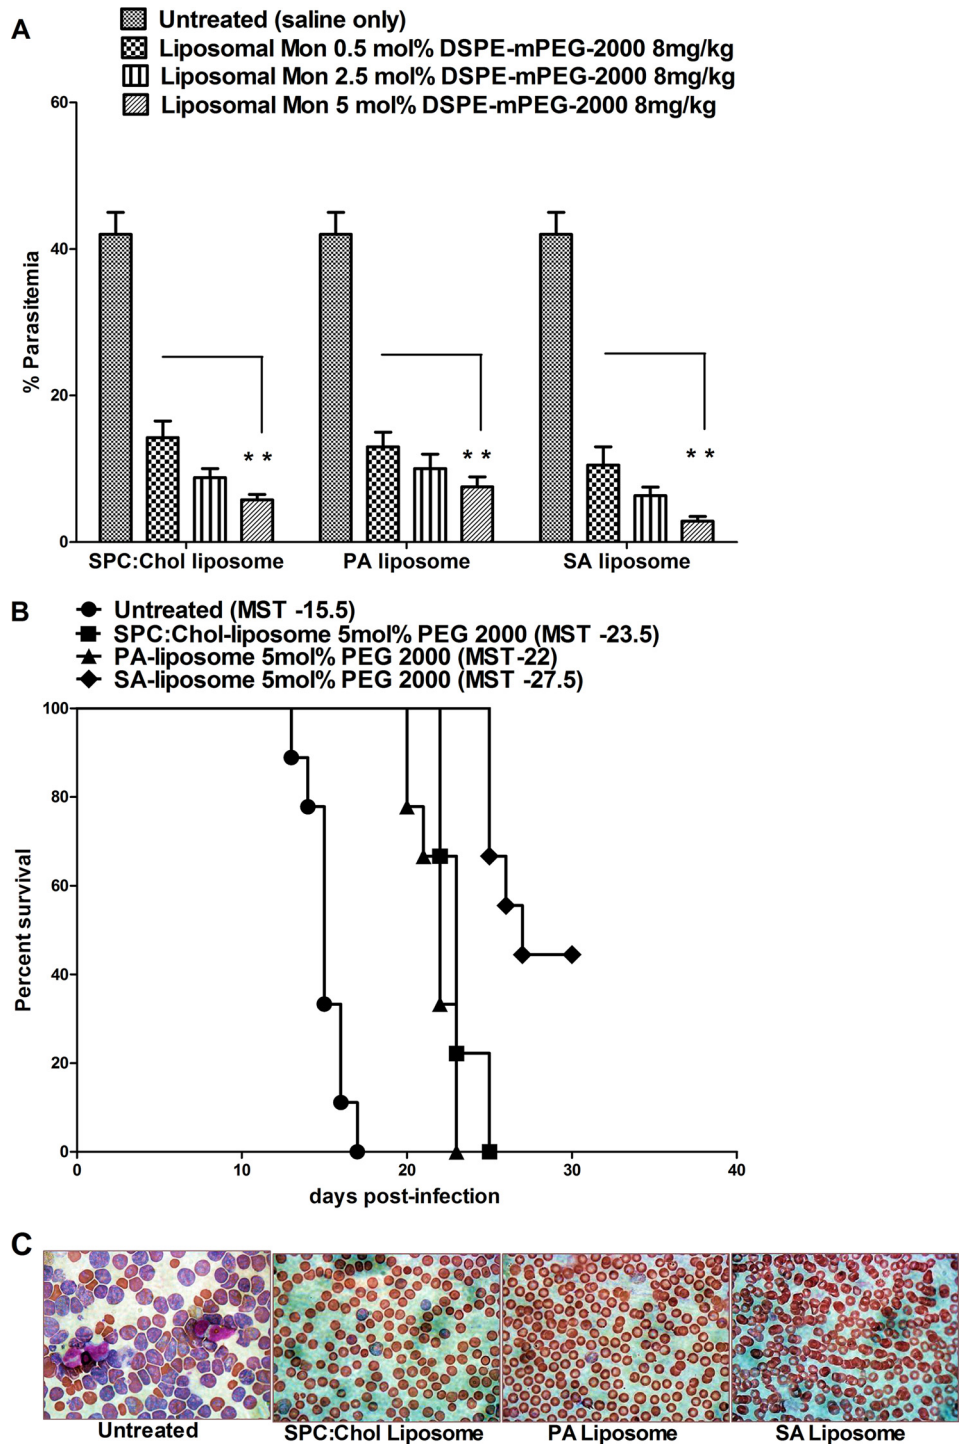 A
Untreated (saline only)
Liposomal Mon 0.5 mol% DSPE-mPEG-2000 8mg/kg
Liposomal Mon 2.5 mol% DSPE-mPEG-2000 8mg/kg
Liposomal Mon 5 mol% DSPE-mPEG-2000 8mg/kg
60
40
20
0
% Parasitemia
* *
* *
* *
SPC:Chol liposome
PA liposome
SA liposome
B
Untreated (MST -15.5)
SPC:Chol-liposome 5mol% PEG 2000 (MST -23.5)
PA-liposome 5mol% PEG 2000 (MST-22)
SA-liposome 5mol% PEG 2000 (MST -27.5)
100
80
60
40
20
0
Percent survival
0
10
20
30
40
days post-infection
C
Untreated
SPC:Chol Liposome
PA Liposome
SA Liposome